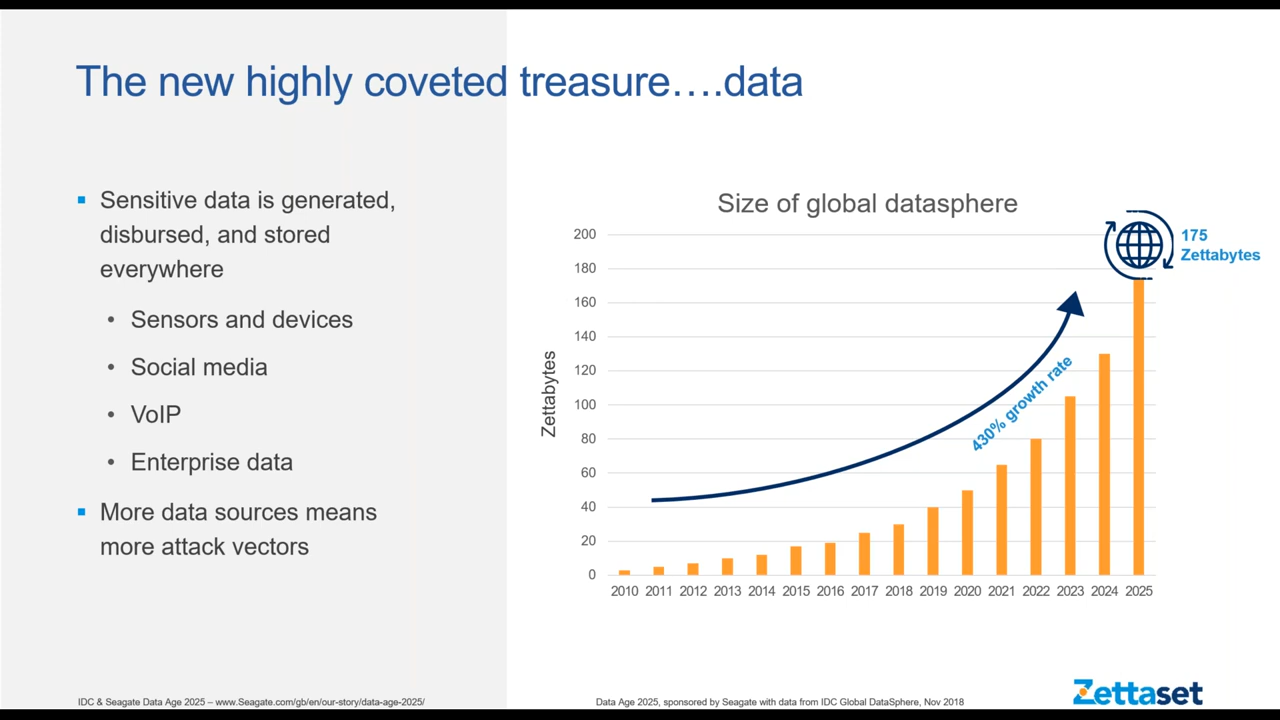 The new highly coveted treasure….data
Sensitive data is generated,
disbursed, and stored
everywhere
Sensors and devices
Social media
VoIP
Enterprise data
More data sources means
more attack vectors
Size of global datasphere
Zettabytes
200
180
160
140
120
100
80
60
40
20
0
2010 2011 2012 2013 2014 2015 2016 2017 2018 2019 2020 2021 2022 2023 2024 2025
430% growth rate
175
Zettabytes
IDC & Seagate Data Age 2025 – www.Seagate.com/gb/en/our-story/data-age-2025/
Data Age 2025, sponsored by Seagate with data from IDC Global DataSphere, Nov 2018
Zettaset